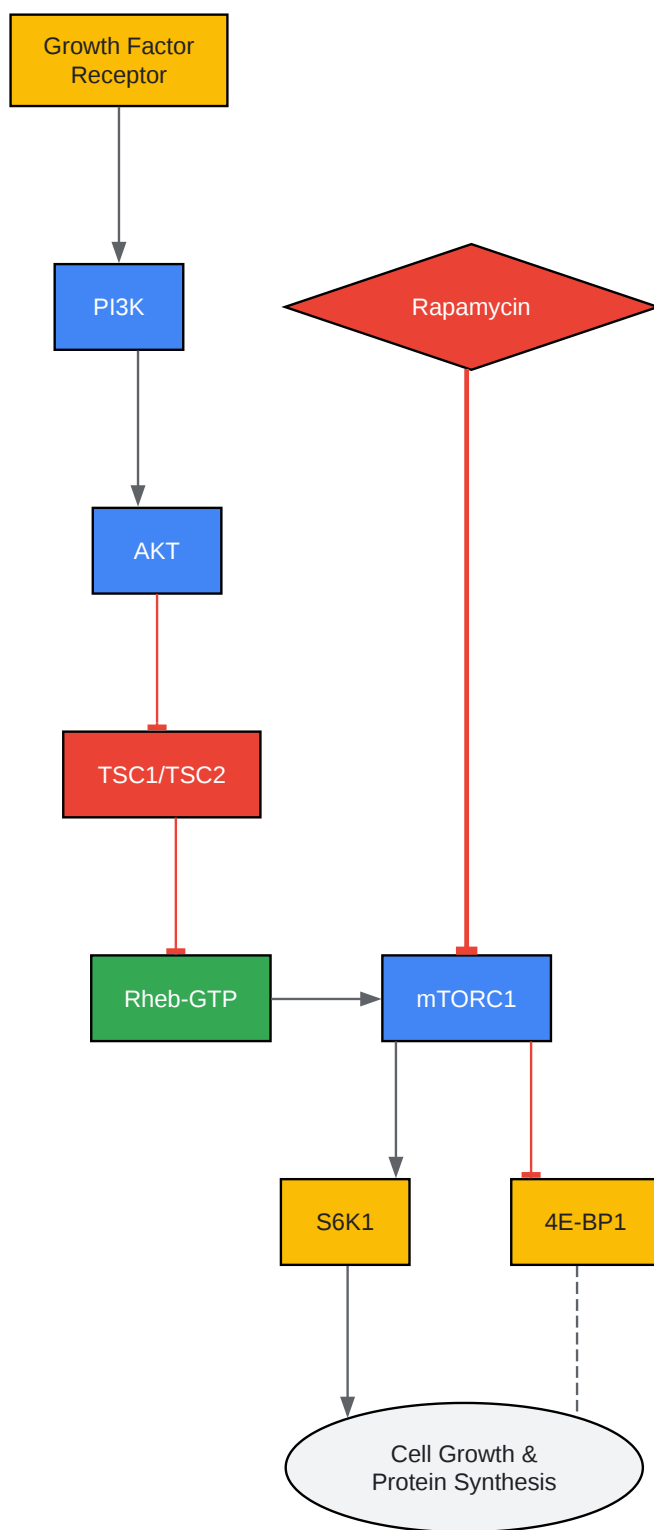 Growth Factor
Receptor
PI3K
Rapamycin
AKT
TSC1/TSC2
Rheb-GTP
mTORC1
S6K1
4E-BP1
Cell Growth &
Protein Synthesis